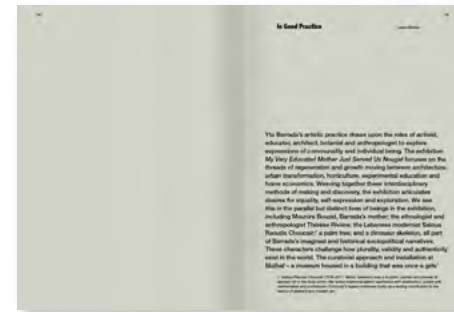 In Good Practice
Yto Barrada's artistic practice draws upon the roles of activist,
educator, architect, botanist and anthropologist to explore
expressions of communality and individual being. The exhibition
My Very Educated Mother Just Served Us Nougat focuses on the
threads of regeneration and growth moving between architecture,
urban transformation, horticulture, experimental education and
home economics. Weaving together these interdisciplinary
methods of making and discovery, the exhibition articulates
desires for equality, self-expression and exploration. We see
this in the parallel but distinct lives of beings in the exhibition,
including Mounira Bouzid, Barrada's mother; the ethnologist and
anthropologist Thérèse Rivière; the Lebanese modernist Saloua
Raouda Choucair;¹ a palm tree; and a dinosaur skeleton, all part
of Barrada's imagined and historical sociopolitical narratives.
These characters challenge how plurality, validity and authenticity
exist in the world. The curatorial approach and installation at
Mathaf – a museum housed in a building that was once a girls'